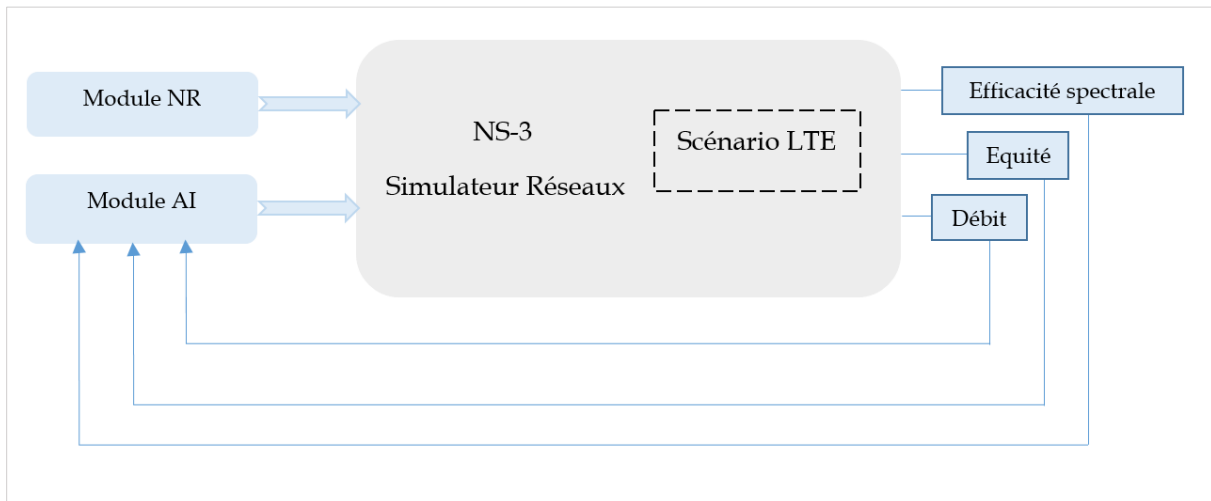 Module NR
Module AI
NS-3
Simulateur Réseaux
Scénario LTE
Efficacité spectrale
Equité
Débit